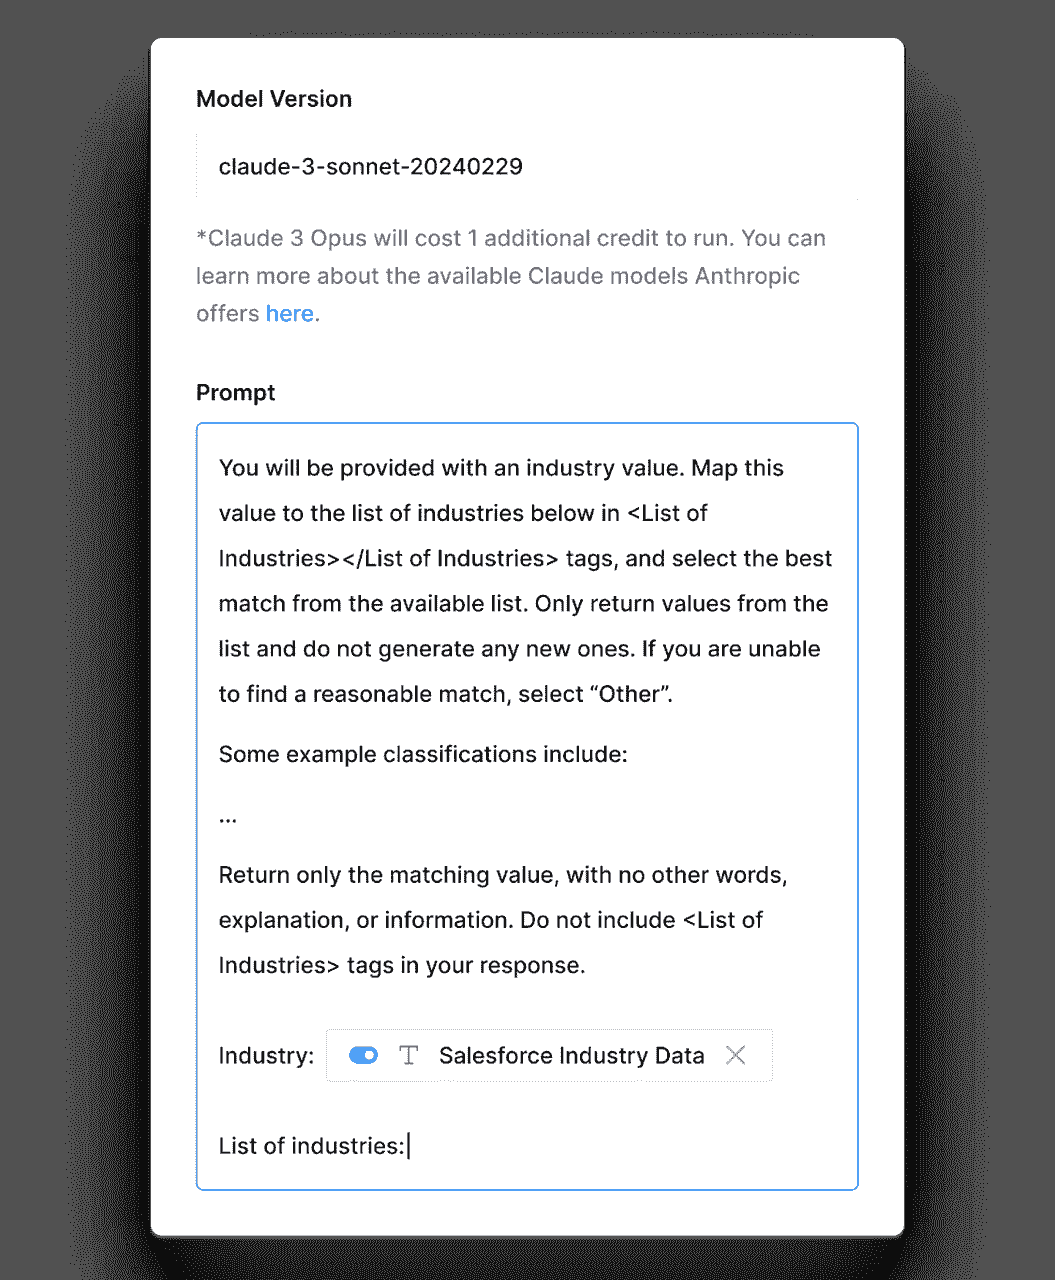 Model Version
claude-3-sonnet-20240229
*Claude 3 Opus will cost 1 additional credit to run. You can
learn more about the available Claude models Anthropic
offers here.
Prompt
You will be provided with an industry value. Map this
value to the list of industries below in <List of
Industries></List of Industries> tags, and select the best
match from the available list. Only return values from the
list and do not generate any new ones. If you are unable
to find a reasonable match, select “Other”.
Some example classifications include:
...
Return only the matching value, with no other words,
explanation, or information. Do not include <List of
Industries> tags in your response.
Industry: T Salesforce Industry Data
List of industries: